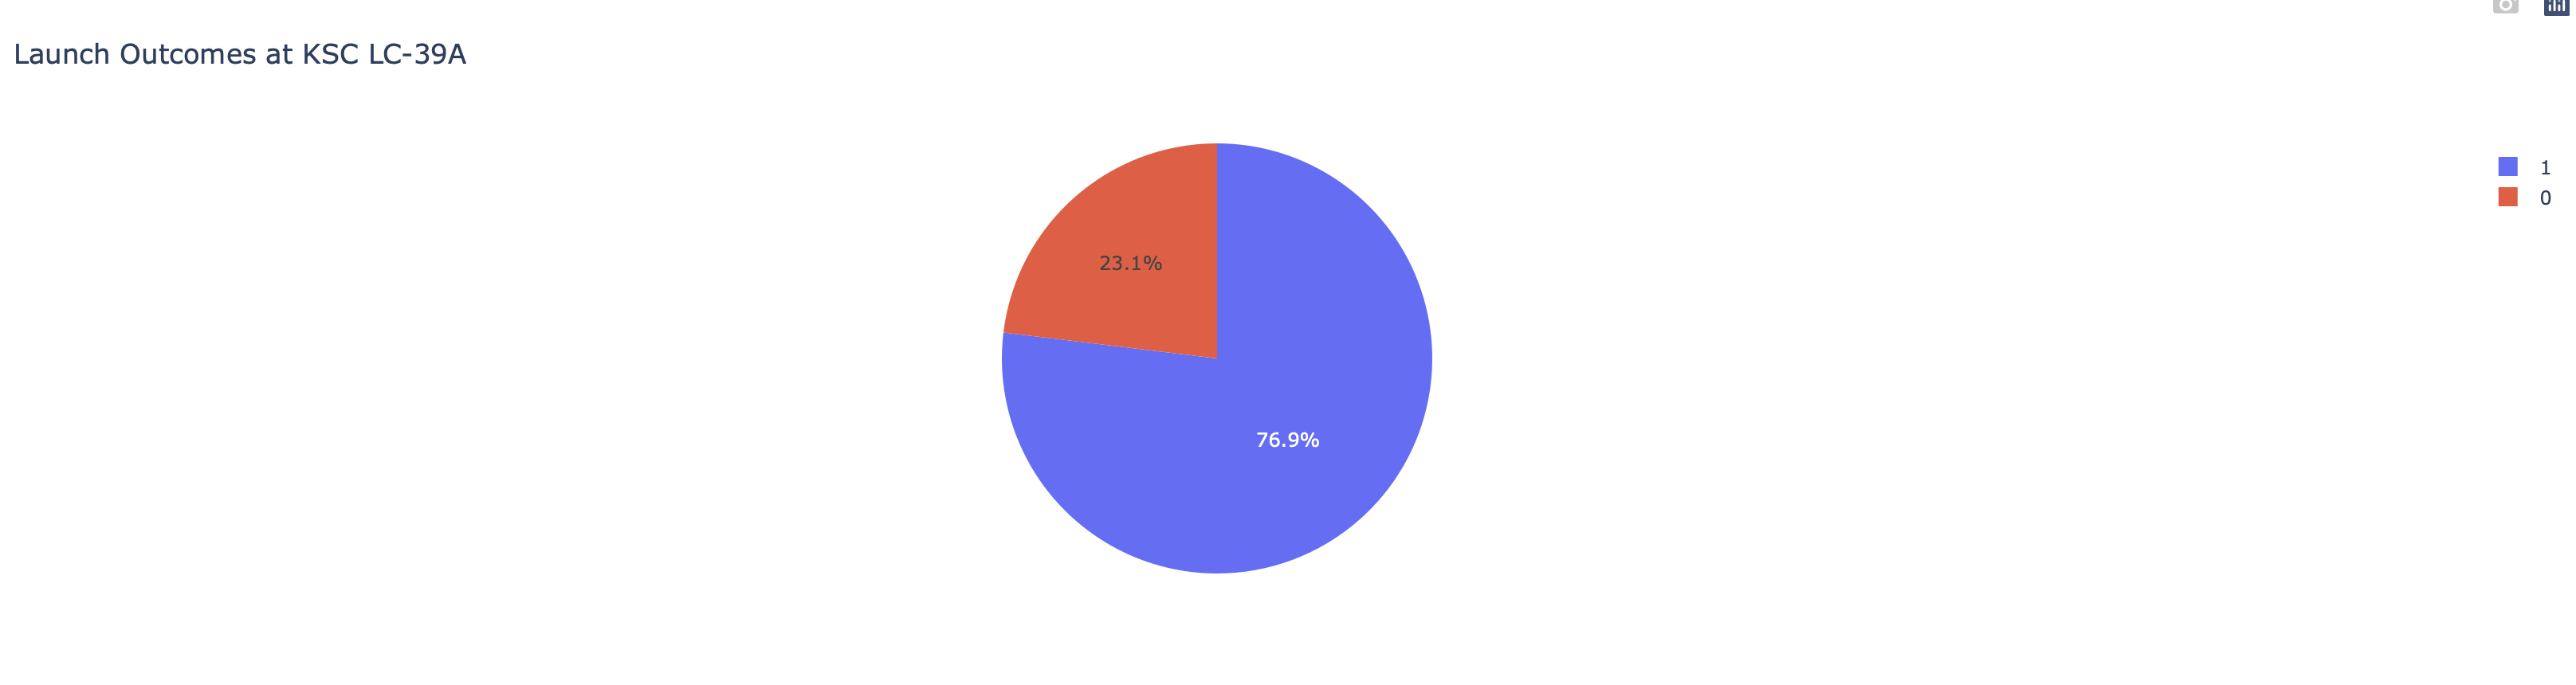 Launch Outcomes at KSC LC-39A
1
0
23.1%
76.9%